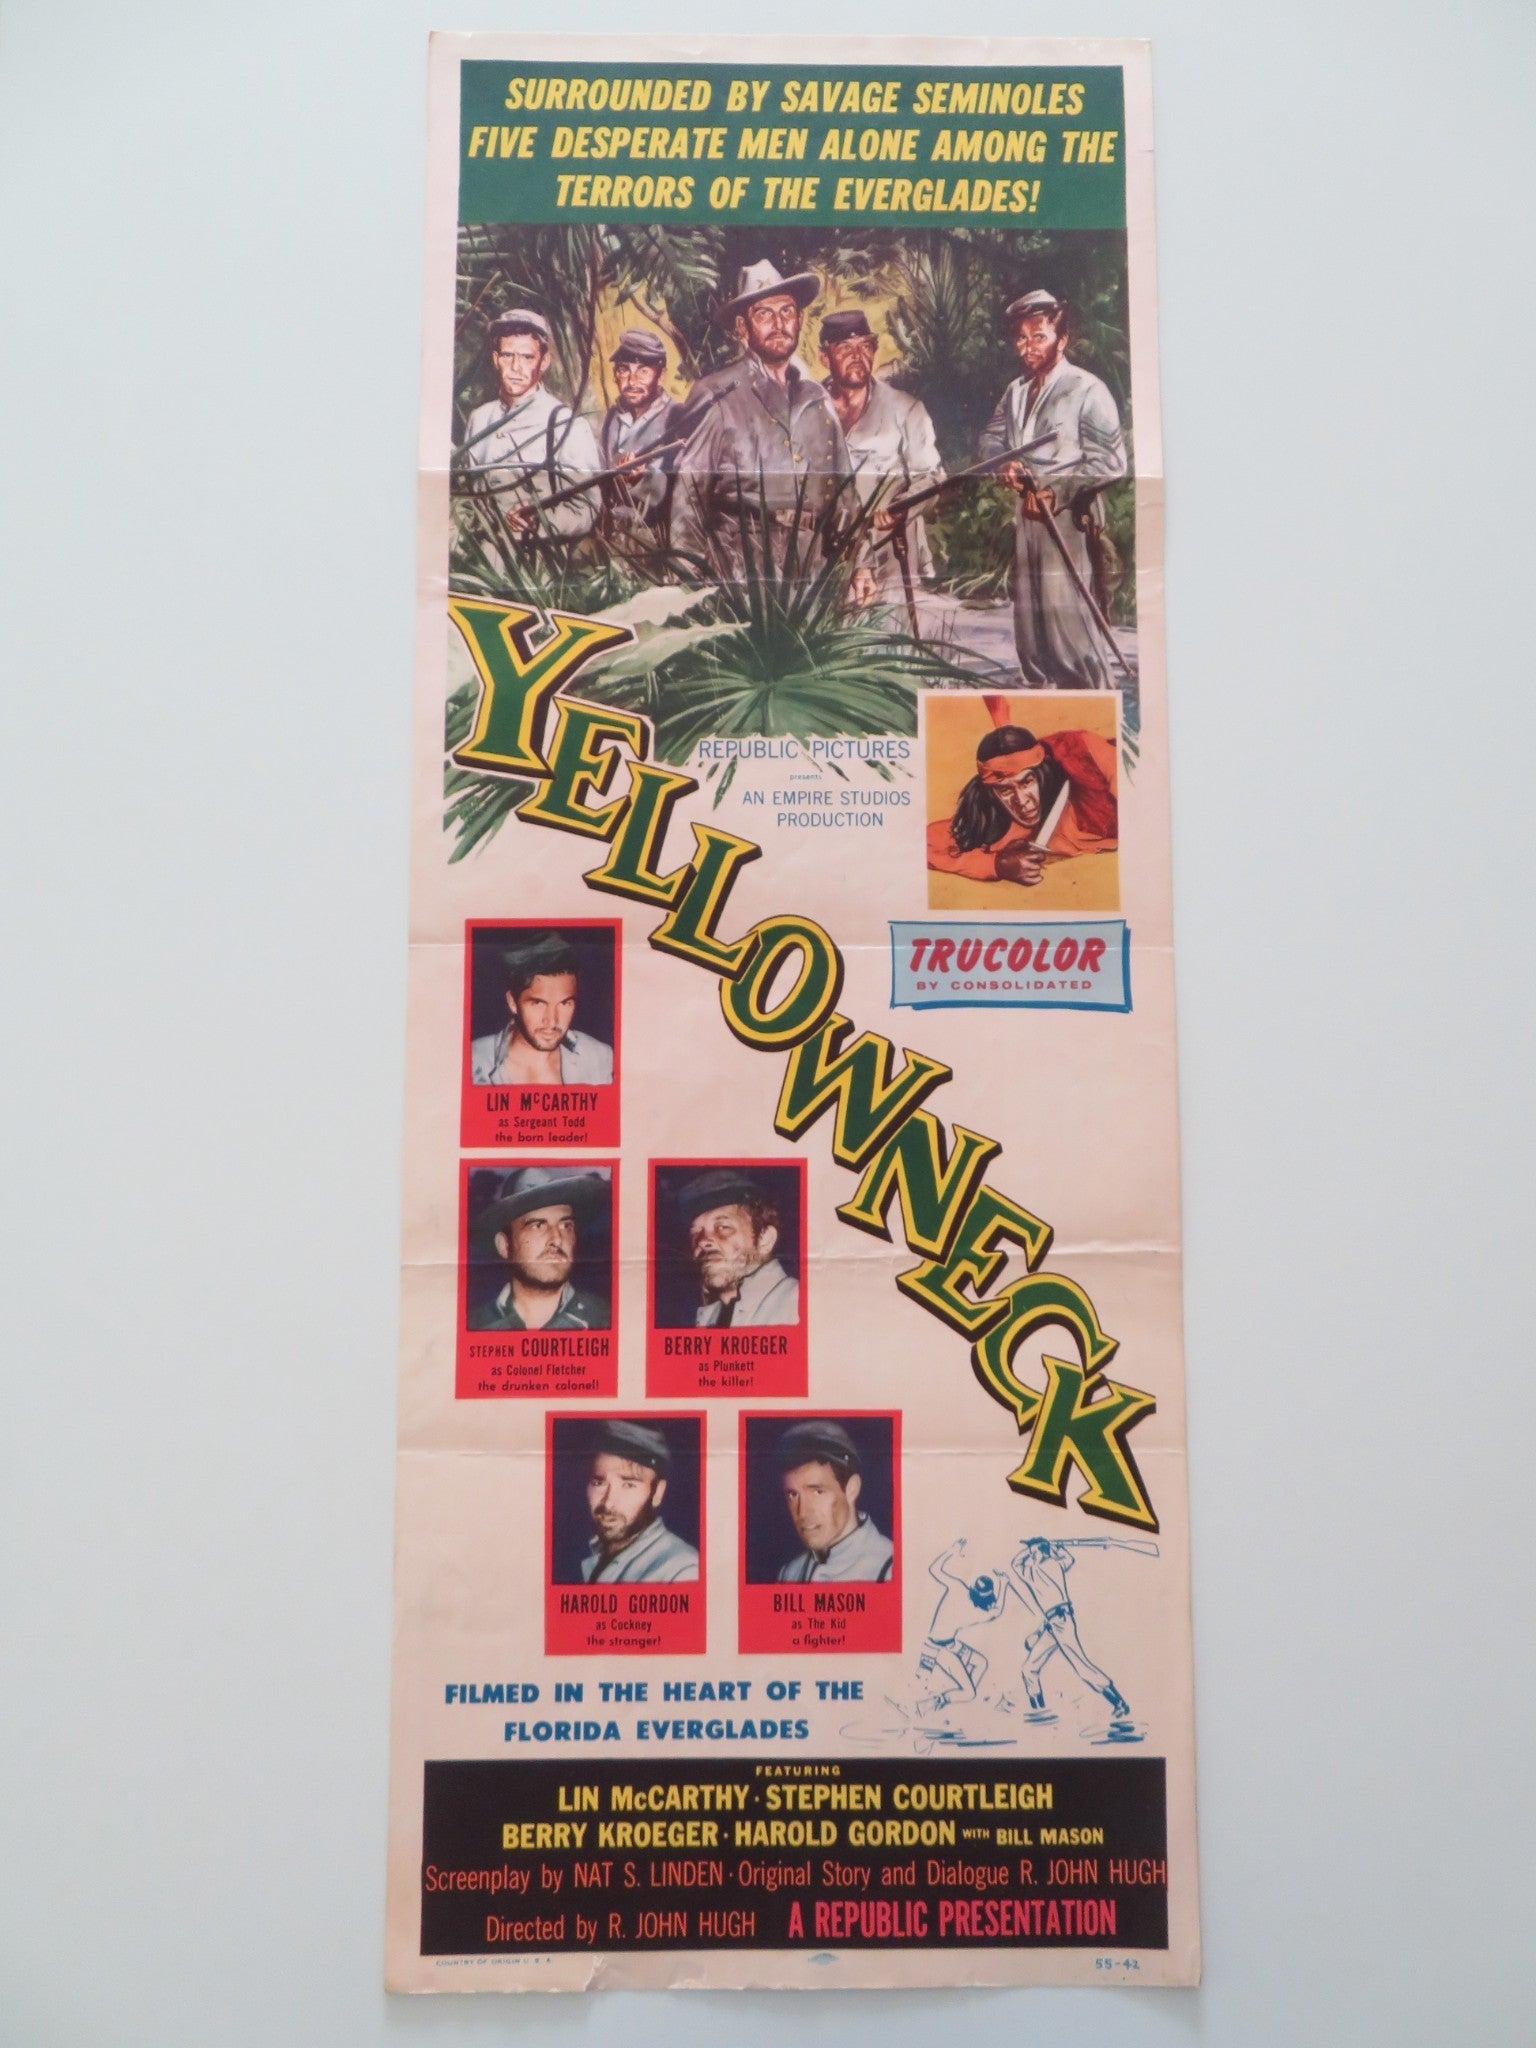 SURROUNDED BY SAVAGE SEMINOLES
FIVE DESPERATE MEN ALONE AMONG THE
TERRORS OF THE EVERGLADES!
YELLOWNECK
REPUBLIC PICTURES
presents
AN EMPIRE STUDIOS
PRODUCTION
TRUCOLOR
BY CONSOLIDATED
LIN McCARTHY
as Sergeant Todd
the born leader!
STEPHEN COURTLEIGH
as Colonel Fletcher
the drunken colonel!
BERRY KROEGER
as Plunkett
the killer!
HAROLD GORDON
as Cockney
the stranger!
BILL MASON
as The Kid
a fighter!
FILMED IN THE HEART OF THE
FLORIDA EVERGLADES
FEATURING
LIN McCARTHY · STEPHEN COURTLEIGH
BERRY KROEGER · HAROLD GORDON WITH BILL MASON
Screenplay by NAT S. LINDEN · Original Story and Dialogue R. JOHN HUGH
Directed by R. JOHN HUGH A REPUBLIC PRESENTATION
COUNTRY OF ORIGIN U. S. A.
55-42